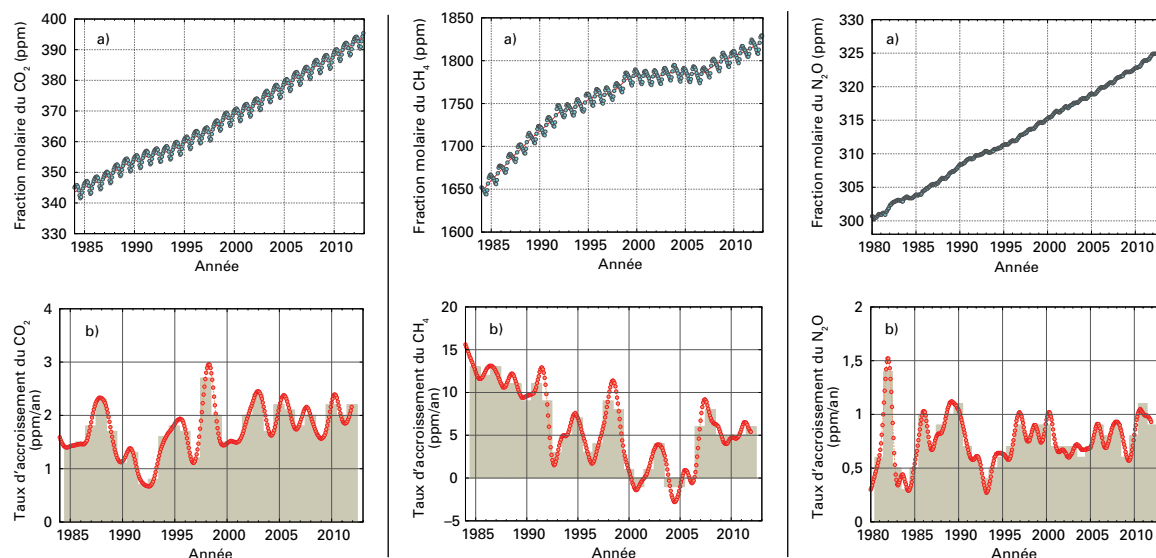 Fraction molaire du CO2 (ppm)
a)
400
390
380
370
360
350
340
330
1985 1990 1995 2000 2005 2010
Année
Fraction molaire du CH4 (ppm)
a)
1850
1800
1750
1700
1650
1600
1985 1990 1995 2000 2005 2010
Année
Fraction molaire du N2O (ppm)
a)
330
325
320
315
310
305
300
1980 1985 1990 1995 2000 2005 2010
Année
Taux d'accroissement du CO2
(ppm/an)
b)
4
3
2
1
0
1985 1990 1995 2000 2005 2010
Année
Taux d'accroissement du CH4
(ppm/an)
b)
20
15
10
5
0
–5
1985 1990 1995 2000 2005 2010
Année
Taux d'accroissement du N2O
(ppm/an)
b)
2
1,5
1
0,5
0
1980 1985 1990 1995 2000 2005 2010
Année